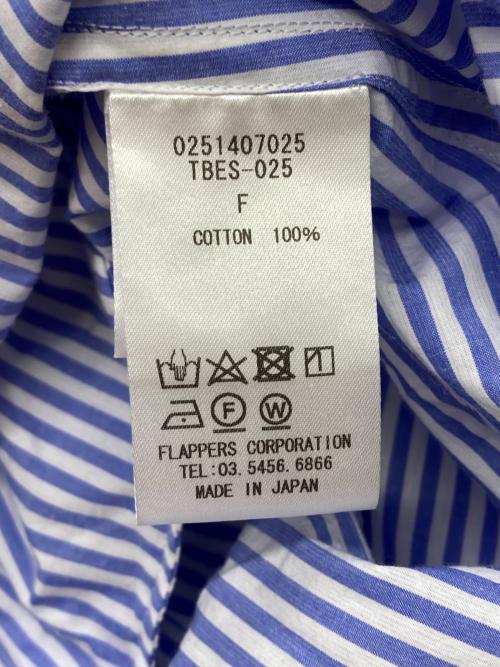 0251407025
TBES-025
F
COTTON 100%
F W
FLAPPERS CORPORATION
TEL:03.5456.6866
MADE IN JAPAN